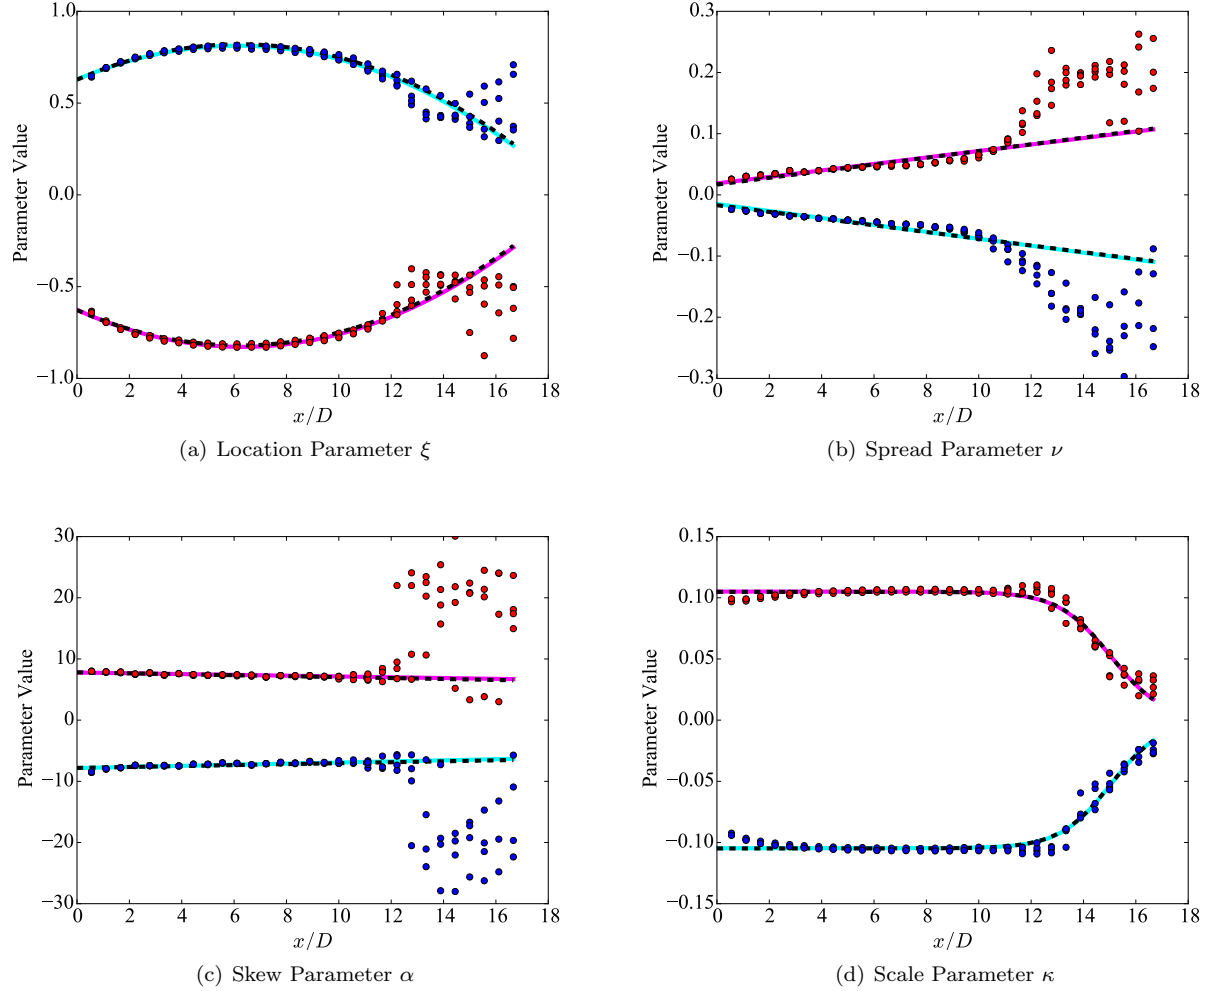 1.0
0.5
0.0
−0.5
−1.0
Parameter Value
0 2 4 6 8 10 12 14 16 18
x/D
(a) Location Parameter ξ
0.3
0.2
0.1
0.0
−0.1
−0.2
−0.3
Parameter Value
0 2 4 6 8 10 12 14 16 18
x/D
(b) Spread Parameter ν
30
20
10
0
−10
−20
−30
Parameter Value
0 2 4 6 8 10 12 14 16 18
x/D
(c) Skew Parameter α
0.15
0.10
0.05
0.00
−0.05
−0.10
−0.15
Parameter Value
0 2 4 6 8 10 12 14 16 18
x/D
(d) Scale Parameter κ